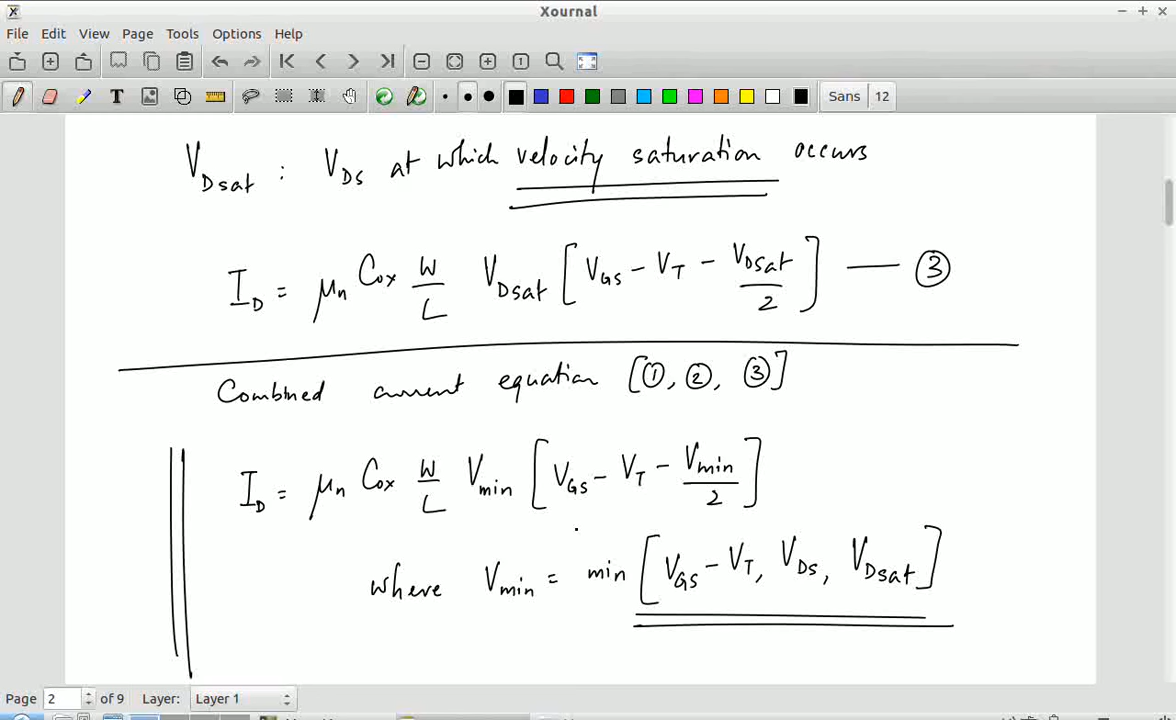 Xournal
File Edit View Page Tools Options Help
Sans 12
V_Dsat : V_DS at which velocity saturation occurs
I_D = μ_n Cox W/L V_Dsat [V_GS - V_T - V_DSat/2] — ③
Combined current equation [①, ②, ③]
I_D = μ_n Cox W/L V_min [V_GS - V_T - V_min/2]
where V_min = min [V_GS - V_T, V_DS, V_Dsat]
Page 2 of 9 Layer: Layer 1